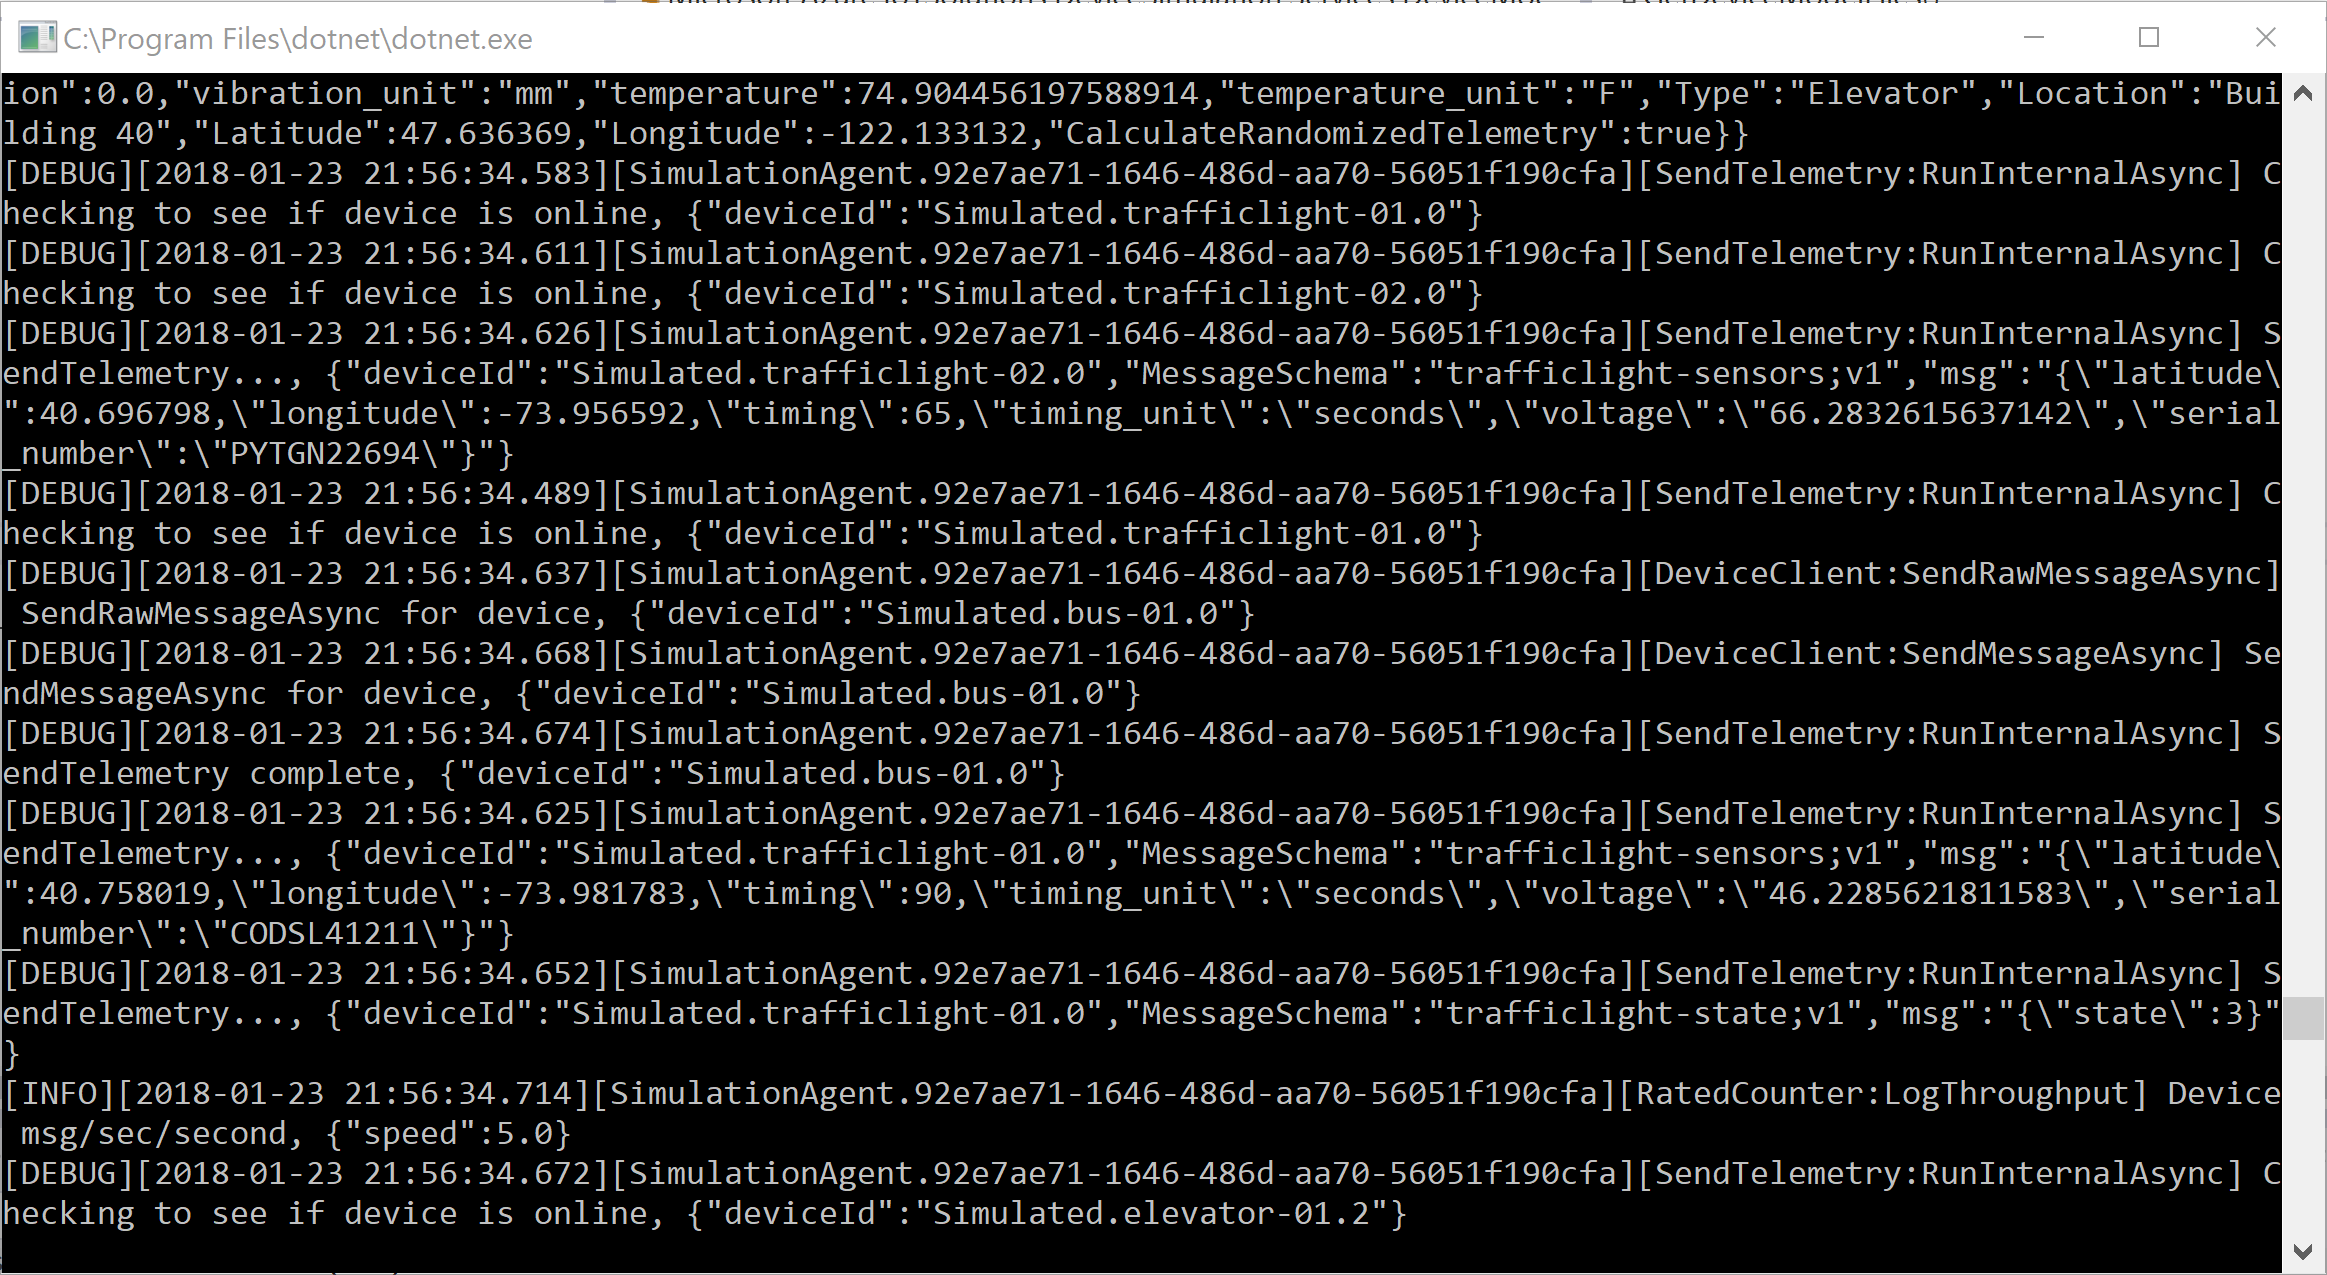 C:\Program Files\dotnet\dotnet.exe
ion":0.0,"vibration_unit":"mm","temperature":74.904456197588914,"temperature_unit":"F","Type":"Elevator","Location":"Bui
lding 40","Latitude":47.636369,"Longitude":-122.133132,"CalculateRandomizedTelemetry":true}}
[DEBUG][2018-01-23 21:56:34.583][SimulationAgent.92e7ae71-1646-486d-aa70-56051f190cfa][SendTelemetry:RunInternalAsync] C
hecking to see if device is online, {"deviceId":"Simulated.trafficlight-01.0"}
[DEBUG][2018-01-23 21:56:34.611][SimulationAgent.92e7ae71-1646-486d-aa70-56051f190cfa][SendTelemetry:RunInternalAsync] C
hecking to see if device is online, {"deviceId":"Simulated.trafficlight-02.0"}
[DEBUG][2018-01-23 21:56:34.626][SimulationAgent.92e7ae71-1646-486d-aa70-56051f190cfa][SendTelemetry:RunInternalAsync] S
endTelemetry..., {"deviceId":"Simulated.trafficlight-02.0","MessageSchema":"trafficlight-sensors;v1","msg":"{\"latitude\
":40.696798,\"longitude\":-73.956592,\"timing\":65,\"timing_unit\":\"seconds\",\"voltage\":\"66.2832615637142\",\"serial
_number\":\"PYTGN22694\"}"}
[DEBUG][2018-01-23 21:56:34.489][SimulationAgent.92e7ae71-1646-486d-aa70-56051f190cfa][SendTelemetry:RunInternalAsync] C
hecking to see if device is online, {"deviceId":"Simulated.trafficlight-01.0"}
[DEBUG][2018-01-23 21:56:34.637][SimulationAgent.92e7ae71-1646-486d-aa70-56051f190cfa][DeviceClient:SendRawMessageAsync]
 SendRawMessageAsync for device, {"deviceId":"Simulated.bus-01.0"}
[DEBUG][2018-01-23 21:56:34.668][SimulationAgent.92e7ae71-1646-486d-aa70-56051f190cfa][DeviceClient:SendMessageAsync] Se
ndMessageAsync for device, {"deviceId":"Simulated.bus-01.0"}
[DEBUG][2018-01-23 21:56:34.674][SimulationAgent.92e7ae71-1646-486d-aa70-56051f190cfa][SendTelemetry:RunInternalAsync] S
endTelemetry complete, {"deviceId":"Simulated.bus-01.0"}
[DEBUG][2018-01-23 21:56:34.625][SimulationAgent.92e7ae71-1646-486d-aa70-56051f190cfa][SendTelemetry:RunInternalAsync] S
endTelemetry..., {"deviceId":"Simulated.trafficlight-01.0","MessageSchema":"trafficlight-sensors;v1","msg":"{\"latitude\
":40.758019,\"longitude\":-73.981783,\"timing\":90,\"timing_unit\":\"seconds\",\"voltage\":\"46.2285621811583\",\"serial
_number\":\"CODSL41211\"}"}
[DEBUG][2018-01-23 21:56:34.652][SimulationAgent.92e7ae71-1646-486d-aa70-56051f190cfa][SendTelemetry:RunInternalAsync] S
endTelemetry..., {"deviceId":"Simulated.trafficlight-01.0","MessageSchema":"trafficlight-state;v1","msg":"{\"state\":3}"
}
[INFO][2018-01-23 21:56:34.714][SimulationAgent.92e7ae71-1646-486d-aa70-56051f190cfa][RatedCounter:LogThroughput] Device
 msg/sec/second, {"speed":5.0}
[DEBUG][2018-01-23 21:56:34.672][SimulationAgent.92e7ae71-1646-486d-aa70-56051f190cfa][SendTelemetry:RunInternalAsync] C
hecking to see if device is online, {"deviceId":"Simulated.elevator-01.2"}